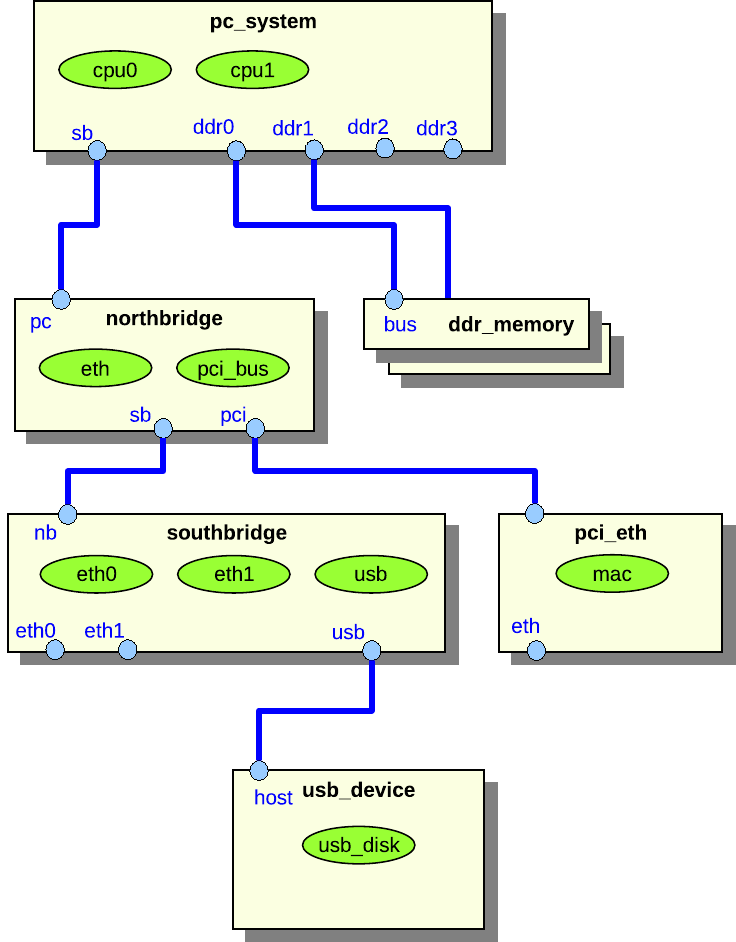 pc_system
cpu0 cpu1
sb ddr0 ddr1 ddr2 ddr3
pc northbridge
bus ddr_memory
eth pci_bus
sb pci
nb southbridge
pci_eth
eth0 eth1 usb
mac
eth0 eth1 usb
eth
host usb_device
usb_disk